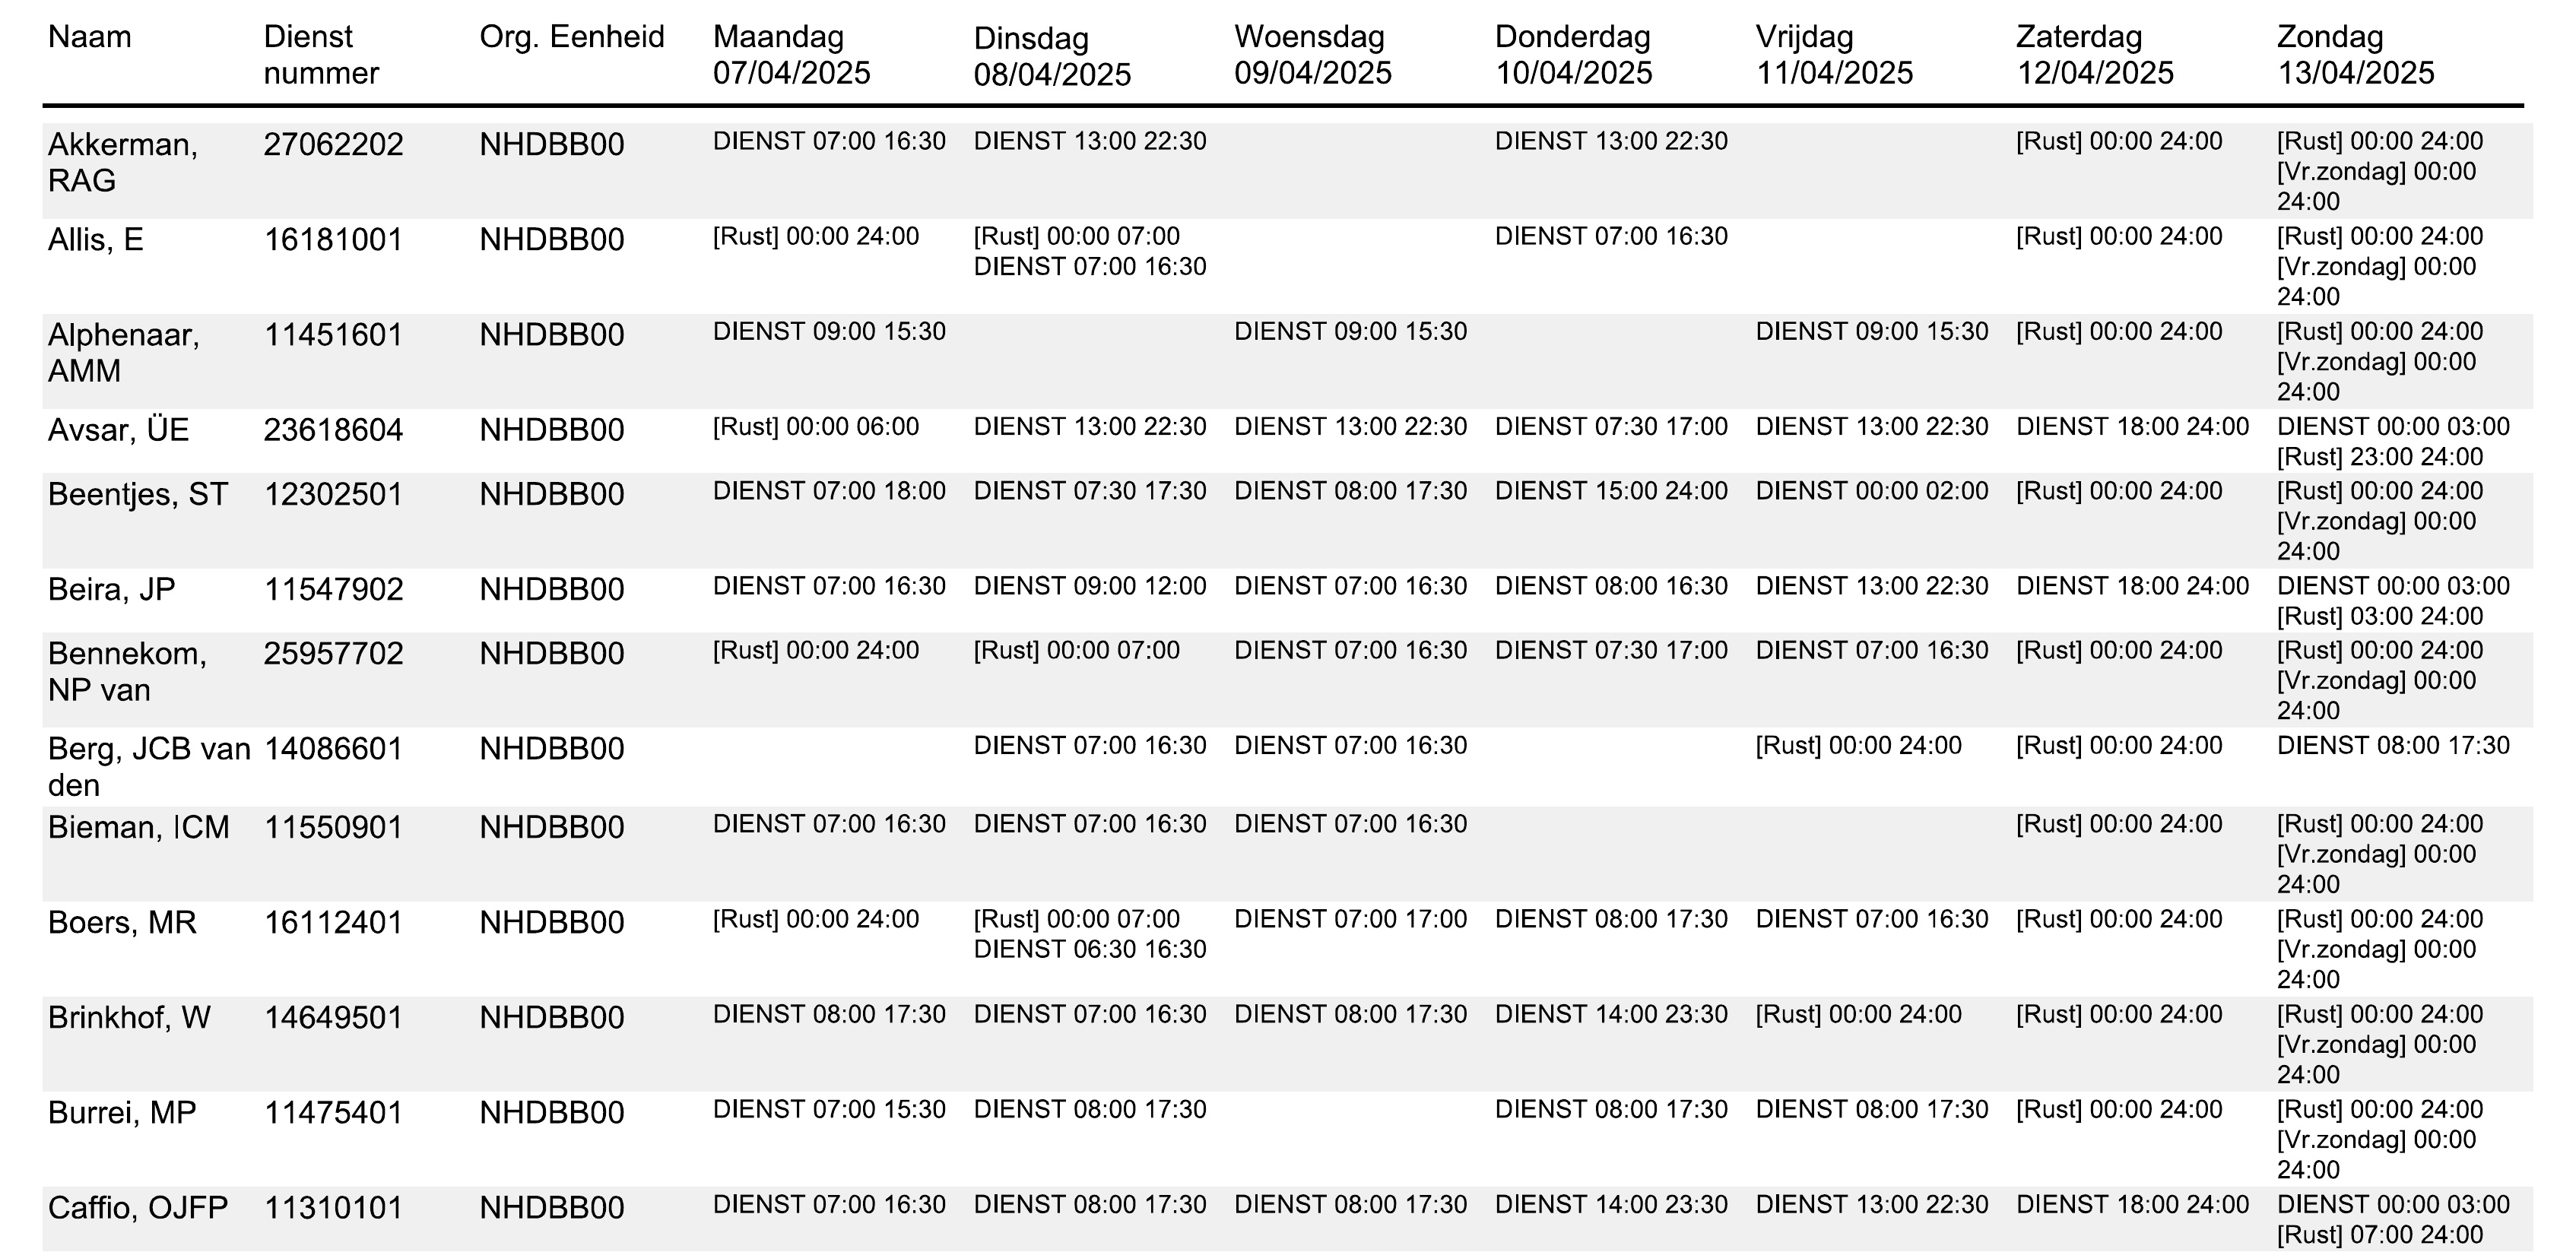 Naam Dienst nummer Org. Eenheid Maandag 07/04/2025 Dinsdag 08/04/2025 Woensdag 09/04/2025 Donderdag 10/04/2025 Vrijdag 11/04/2025 Zaterdag 12/04/2025 Zondag 13/04/2025
Akkerman, 27062202 NHDBB00 DIENST 07:00 16:30 DIENST 13:00 22:30 DIENST 13:00 22:30 [Rust] 00:00 24:00 [Rust] 00:00 24:00
RAG [Vr.zondag] 00:00
24:00
Allis, E 16181001 NHDBB00 [Rust] 00:00 24:00 [Rust] 00:00 07:00 DIENST 07:00 16:30 [Rust] 00:00 24:00 [Rust] 00:00 24:00
DIENST 07:00 16:30 [Vr.zondag] 00:00
24:00
Alphenaar, 11451601 NHDBB00 DIENST 09:00 15:30 DIENST 09:00 15:30 DIENST 09:00 15:30 [Rust] 00:00 24:00 [Rust] 00:00 24:00
AMM [Vr.zondag] 00:00
24:00
Avsar, ÜE 23618604 NHDBB00 [Rust] 00:00 06:00 DIENST 13:00 22:30 DIENST 13:00 22:30 DIENST 07:30 17:00 DIENST 13:00 22:30 DIENST 18:00 24:00 DIENST 00:00 03:00
[Rust] 23:00 24:00
Beentjes, ST 12302501 NHDBB00 DIENST 07:00 18:00 DIENST 07:30 17:30 DIENST 08:00 17:30 DIENST 15:00 24:00 DIENST 00:00 02:00 [Rust] 00:00 24:00 [Rust] 00:00 24:00
[Vr.zondag] 00:00
24:00
Beira, JP 11547902 NHDBB00 DIENST 07:00 16:30 DIENST 09:00 12:00 DIENST 07:00 16:30 DIENST 08:00 16:30 DIENST 13:00 22:30 DIENST 18:00 24:00 DIENST 00:00 03:00
[Rust] 03:00 24:00
Bennekom, 25957702 NHDBB00 [Rust] 00:00 24:00 [Rust] 00:00 07:00 DIENST 07:00 16:30 DIENST 07:30 17:00 DIENST 07:00 16:30 [Rust] 00:00 24:00 [Rust] 00:00 24:00
NP van [Vr.zondag] 00:00
24:00
Berg, JCB van 14086601 NHDBB00 DIENST 07:00 16:30 DIENST 07:00 16:30 [Rust] 00:00 24:00 [Rust] 00:00 24:00 DIENST 08:00 17:30
den
Bieman, ICM 11550901 NHDBB00 DIENST 07:00 16:30 DIENST 07:00 16:30 DIENST 07:00 16:30 [Rust] 00:00 24:00 [Rust] 00:00 24:00
[Vr.zondag] 00:00
24:00
Boers, MR 16112401 NHDBB00 [Rust] 00:00 24:00 [Rust] 00:00 07:00 DIENST 07:00 17:00 DIENST 08:00 17:30 DIENST 07:00 16:30 [Rust] 00:00 24:00 [Rust] 00:00 24:00
DIENST 06:30 16:30 [Vr.zondag] 00:00
24:00
Brinkhof, W 14649501 NHDBB00 DIENST 08:00 17:30 DIENST 07:00 16:30 DIENST 08:00 17:30 DIENST 14:00 23:30 [Rust] 00:00 24:00 [Rust] 00:00 24:00 [Rust] 00:00 24:00
[Vr.zondag] 00:00
24:00
Burrei, MP 11475401 NHDBB00 DIENST 07:00 15:30 DIENST 08:00 17:30 DIENST 08:00 17:30 DIENST 08:00 17:30 [Rust] 00:00 24:00 [Rust] 00:00 24:00
[Vr.zondag] 00:00
24:00
Caffio, OJFP 11310101 NHDBB00 DIENST 07:00 16:30 DIENST 08:00 17:30 DIENST 08:00 17:30 DIENST 14:00 23:30 DIENST 13:00 22:30 DIENST 18:00 24:00 DIENST 00:00 03:00
[Rust] 07:00 24:00